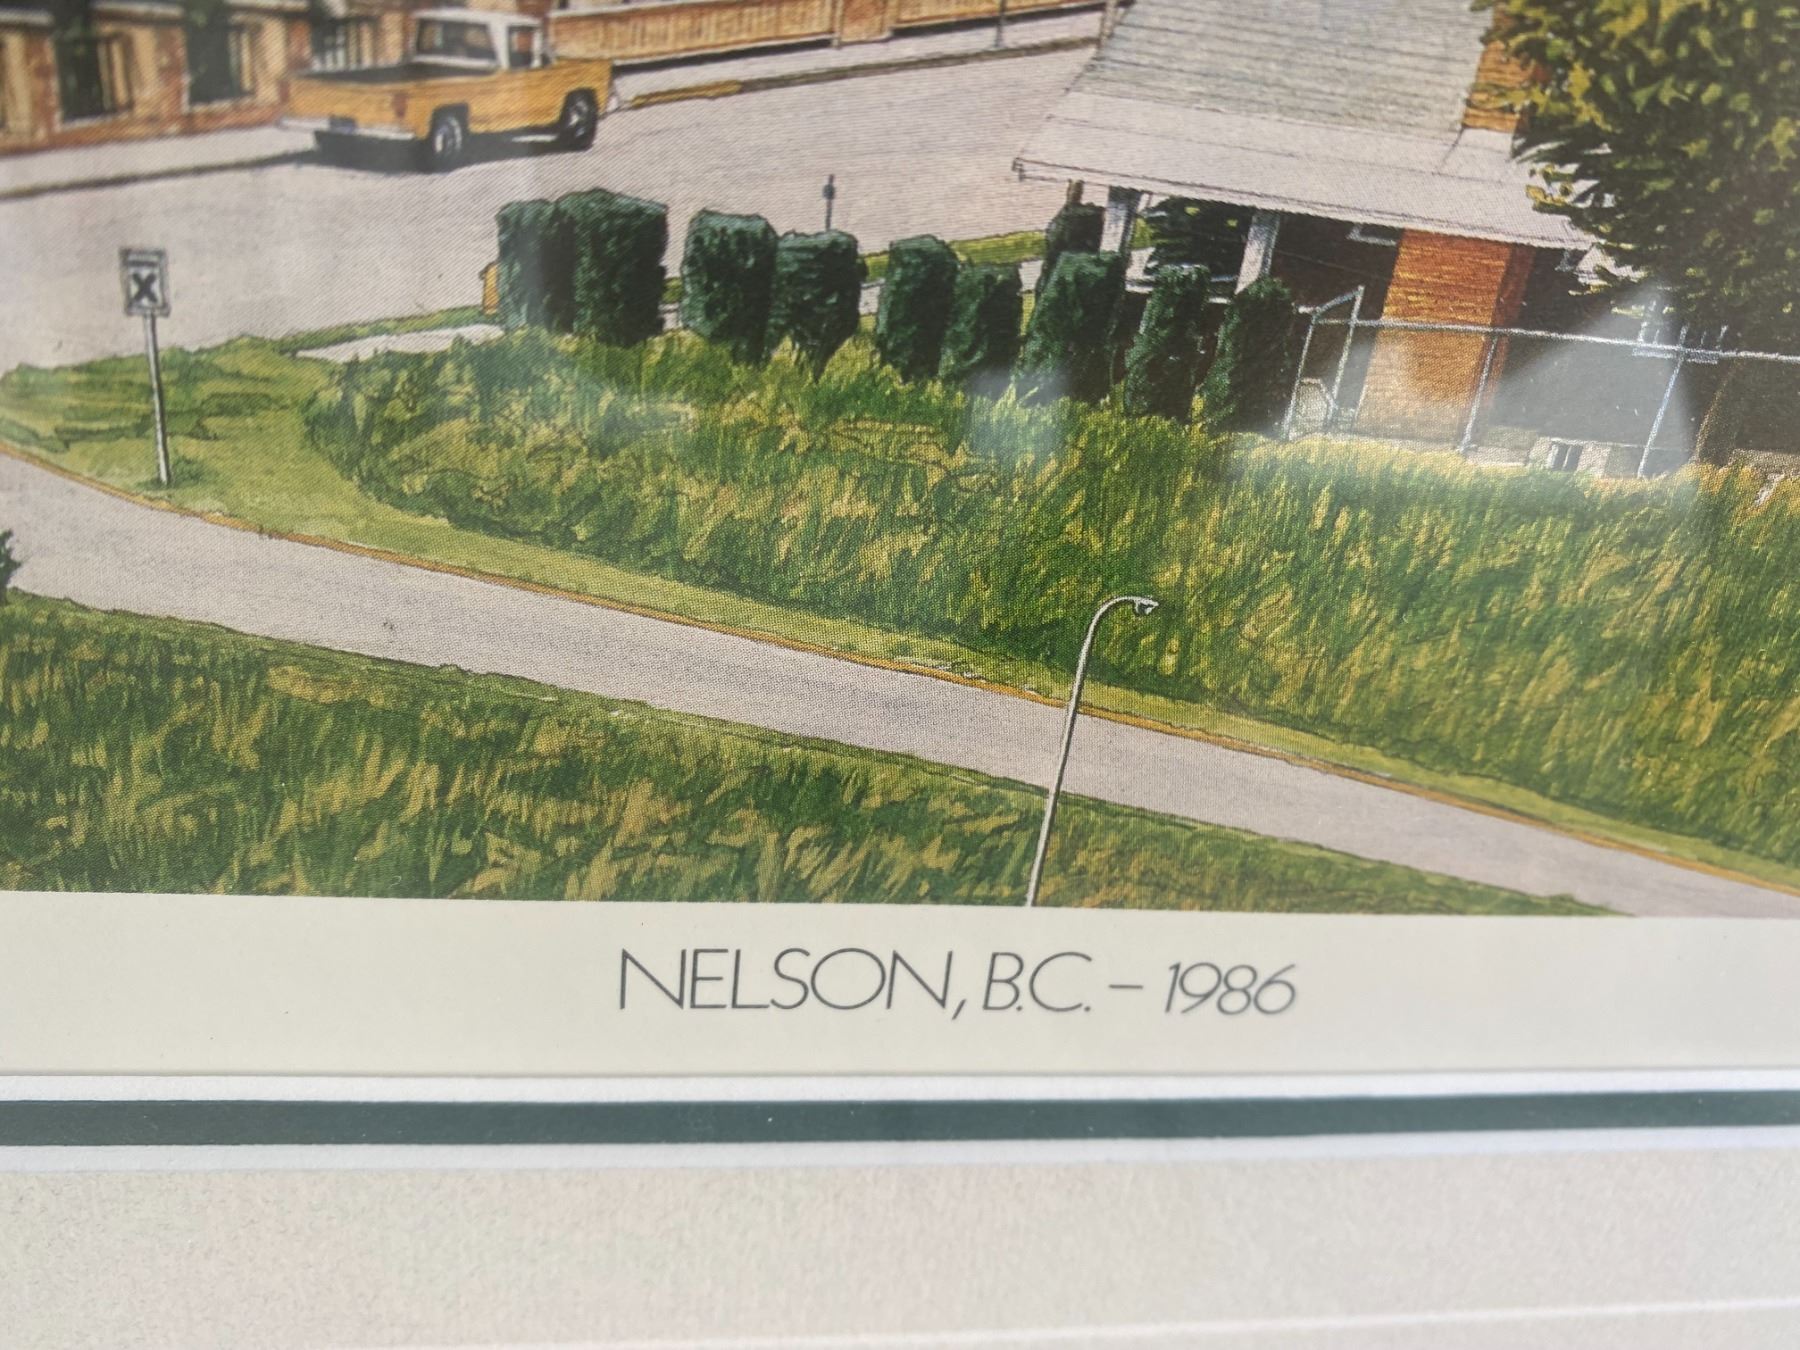 X
NELSON, B.C. – 1986